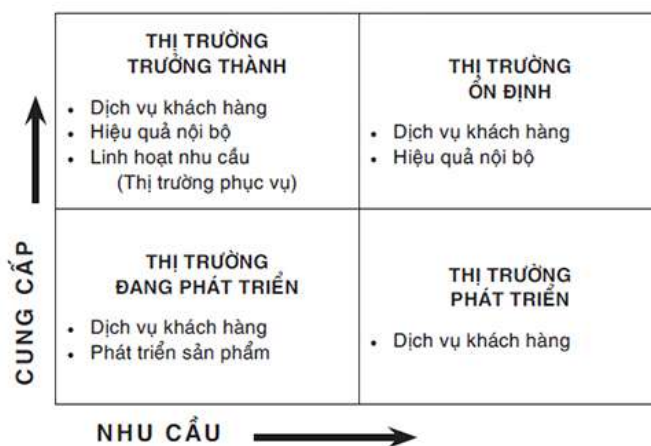 THỊ TRƯỜNG
TRƯỞNG THÀNH
• Dịch vụ khách hàng
• Hiệu quả nội bộ
• Linh hoạt nhu cầu
(Thị trường phục vụ)
THỊ TRƯỜNG
ỔN ĐỊNH
• Dịch vụ khách hàng
• Hiệu quả nội bộ
THỊ TRƯỜNG
ĐANG PHÁT TRIỂN
• Dịch vụ khách hàng
• Phát triển sản phẩm
THỊ TRƯỜNG
PHÁT TRIỂN
• Dịch vụ khách hàng
CUNG CẤP
NHU CẦU